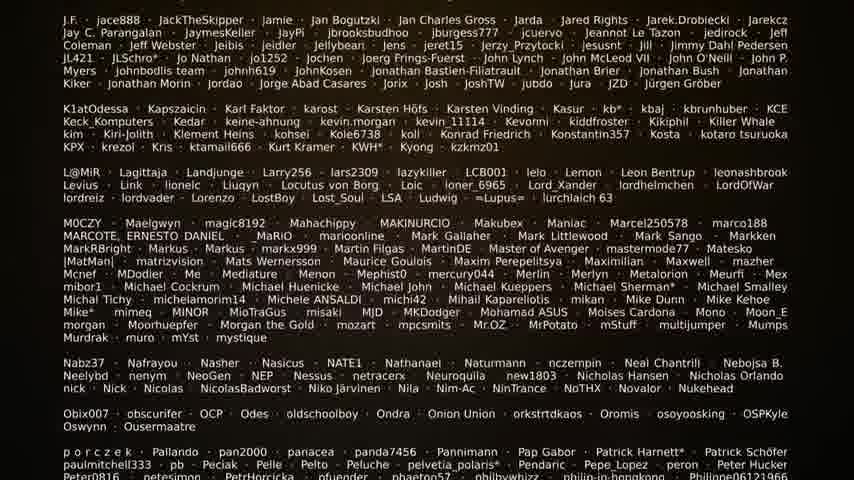 J.F. · jace888 · JackTheSkipper · Jamie · Jan Bogutzki · Jan Charles Gross · Jarda · Jared Rights · Jarek.Drobiecki · Jarekcz
Jay C. Parangalan · JaymesKeller · JayPi · jbrooksbudhoo · jburgess777 · jcuervo · Jeannot Le Tazon · jedirock · Jeff
Coleman · Jeff Webster · Jeibis · jeidler · Jellybean · Jens · jeret15 · Jerzy_Przytocki · jesusnt · Jill · Jimmy Dahl Pedersen
JL421 · JLSchro* · Jo Nathan · jo1252 · Jochen · Joerg Frings-Fuerst · John Lynch · John McLeod VII · John O'Neill · John P.
Myers · Johnbodlis team · johnh619 · JohnKosen · Jonathan Bastien-Filiatrault · Jonathan Brier · Jonathan Bush · Jonathan
Kiker · Jonathan Morin · Jordao · Jorge Abad Casares · Jorix · Josh · JoshTW · jubdo · Jura · JZD · Jürgen Gröber
K1atOdessa · Kapszaicin · Karl Faktor · karost · Karsten Höfs · Karsten Vinding · Kasur · kb* · kbaj · kbrunhuber · KCE
Keck_Komputers · Kedar · keine-ahnung · kevin.morgan · kevin_11114 · Kevorni · kiddfroster · Kikiphil · Killer Whale
kim · Kiri-Jolith · Klement Heins · kohsei · Kole6738 · koll · Konrad Friedrich · Konstantin357 · Kosta · kotaro tsuruoka
KPX · krezol · Kris · ktamail666 · Kurt Kramer · KWH* · Kyong · kzkmz01
L@MiR · Lagittaja · Landjunge · Larry256 · lars2309 · lazykiller · LCB001 · lelo · Lemon · Leon Bentrup · leonashbrook
Levius · Link · lionelc · Liuqyn · Locutus von Borg · Loic · loner_6965 · Lord_Xander · lordhelmchen · LordOfWar
lordreiz · lordvader · Lorenzo · LostBoy · Lost_Soul · LSA · Ludwig · =Lupus= · lurchlaich 63
M0CZY · Maelgwyn · magic8192 · Mahachippy · MAKINURCIO · Makubex · Maniac · Marcel250578 · marco188
MARCOTE, ERNESTO DANIEL · _MaRiO · marioonline · Mark Gallaher · Mark Littlewood · Mark Sango · Markken
MarkRBright · Markus · Markus · markx999 · Martin Filgas · MartinDE · Master of Avenger · mastermode77 · Matesko
|MatMan| · matrizvision · Mats Wernersson · Maurice Goulois · Maxim Perepelitsya · Maximilian · Maxwell · mazher
Mcnef · MDodier · Me · Mediature · Menon · Mephist0 · mercury044 · Merlin · Merlyn · Metalorion · Meurfi · Mex
mibor1 · Michael Cockrum · Michael Huenicke · Michael John · Michael Kueppers · Michael Sherman* · Michael Smalley
Michal Tichy · michelamorim14 · Michele ANSALDI · michi42 · Mihail Kapareliotis · mikan · Mike Dunn · Mike Kehoe
Mike* · mimeq · MINOR · MioTraGus · misaki · MJD · MKDodger · Mohamad ASUS · Moises Cardona · Mono · Moon_E
morgan · Moorhuepfer · Morgan the Gold · mozart · mpcsmits · Mr.OZ · MrPotato · mStuff · multijumper · Mumps
Murdrak · muro · mYst · mystique
Nabz37 · Nafrayou · Nasher · Nasicus · NATE1 · Nathanael · Naturmann · nczempin · Neal Chantrill · Nebojsa B.
Neelybd · nenym · NeoGen · NEP · Nessus · netracerx · Neuroquila · new1803 · Nicholas Hansen · Nicholas Orlando
nick · Nick · Nicolas · NicolasBadworst · Niko Järvinen · Nila · Nim-Ac · NinTrance · NoTHX · Novalor · Nukehead
Obix007 · obscurifer · OCP · Odes · oldschoolboy · Ondra · Onion Union · orkstrtdkaos · Oromis · osoyoosking · OSPKyle
Oswynn · Ousermaatre
p o r c z e k · Pallando · pan2000 · panacea · panda7456 · Pannimann · Pap Gabor · Patrick Harnett* · Patrick Schöfer
paulmitchell333 · pb · Peciak · Pelle · Pelto · Peluche · pelvetia_polaris* · Pendaric · Pepe_Lopez · peron · Peter Hucker
Peter0816 · petesimon · PetrHorcicka · pfuender · phaeton57 · philbywhizz · philip-in-hongkong · Philippe06121966